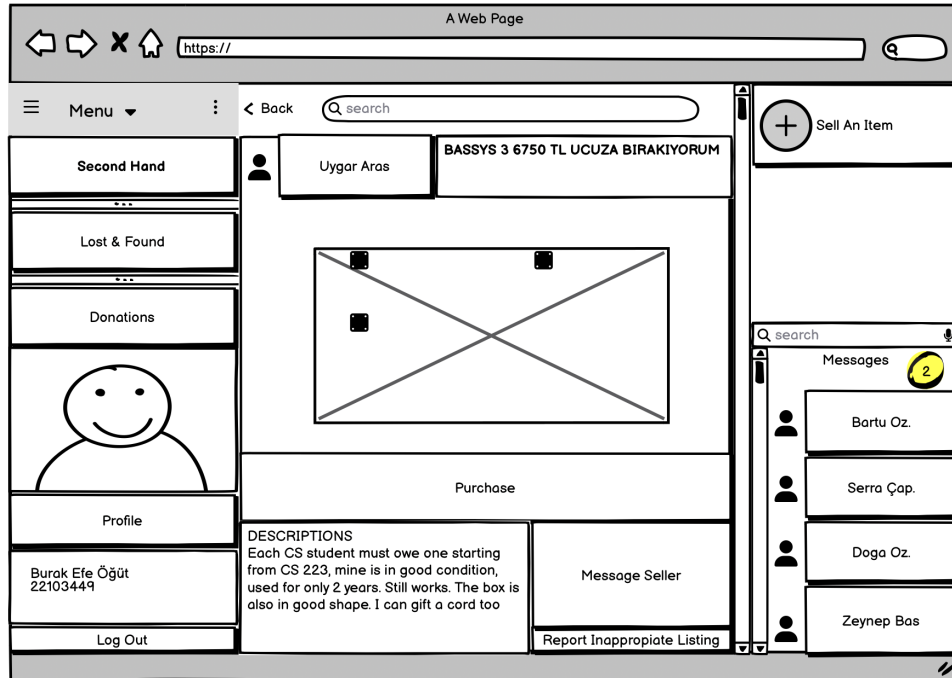 A Web Page
https://
Menu
Back
search
Sell An Item
Second Hand
Uygar Aras
BASSYS 3 6750 TL UCUZA BIRAKIYORUM
Lost & Found
Donations
search
Messages
2
Bartu Oz.
Serra Çap.
Doga Oz.
Zeynep Bas
Purchase
Profile
DESCRIPTIONS
Each CS student must owe one starting
from CS 223, mine is in good condition,
used for only 2 years. Still works. The box is
also in good shape. I can gift a cord too
Message Seller
Burak Efe Öğüt
22103449
Log Out
Report Inappropiate Listing